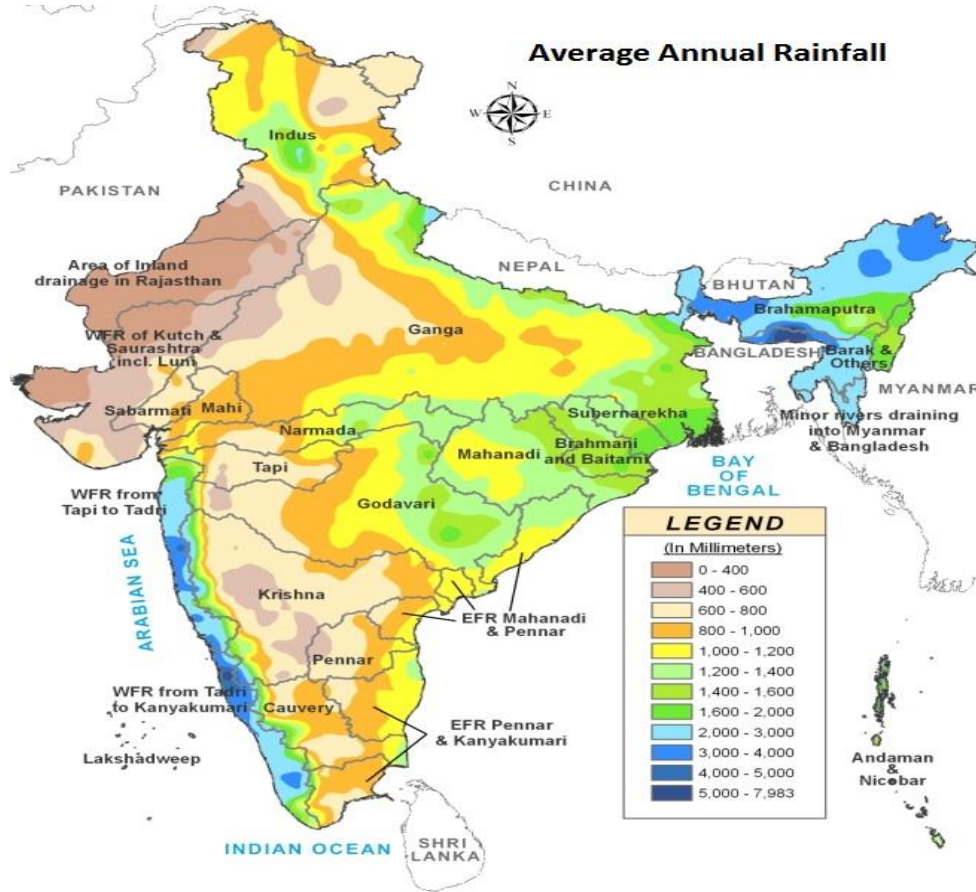 Average Annual Rainfall
N
W
E
S
Indus
PAKISTAN
CHINA
Area of Inland
drainage in Rajasthan
NEPAL
BHUTAN
Brahamaputra
WFR of Kutch &
Saurashtra
incl. Luni
Ganga
BANGLADESH
Barak &
Others
MYANMAR
Sabarmati
Mahi
Subernarekha
Minor rivers draining
into Myanmar
& Bangladesh
Narmada
Brahmani
and Baitarni
Mahanadi
Tapi
BAY
OF
BENGAL
WFR from
Tapi to Tadri
Godavari
ARABIAN SEA
Krishna
EFR Mahanadi
& Pennar
Pennar
WFR from Tadri
to Kanyakumari
Cauvery
EFR Pennar
& Kanyakumari
Lakshadweep
Andaman
&
Nicobar
INDIAN OCEAN
SHRI
LANKA
LEGEND
(In Millimeters)
0 - 400
400 - 600
600 - 800
800 - 1,000
1,000 - 1,200
1,200 - 1,400
1,400 - 1,600
1,600 - 2,000
2,000 - 3,000
3,000 - 4,000
4,000 - 5,000
5,000 - 7,983